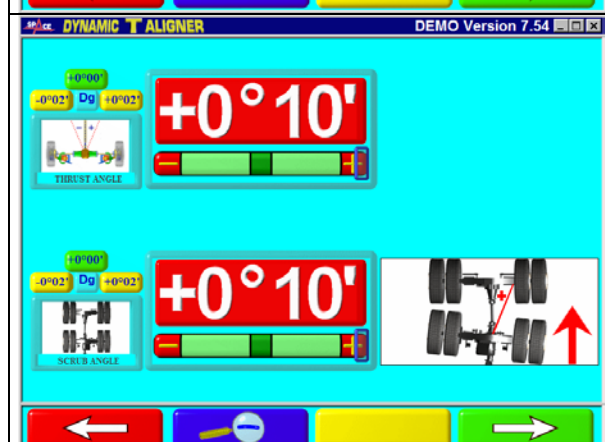 SPACE DYNAMIC T ALIGNER DEMO Version 7.54
+0°00'
-0°02' Dg +0°02'
+0°10'
- +
THRUST ANGLE
+0°00'
-0°02' Dg +0°02'
+0°10'
SCRUB ANGLE
+